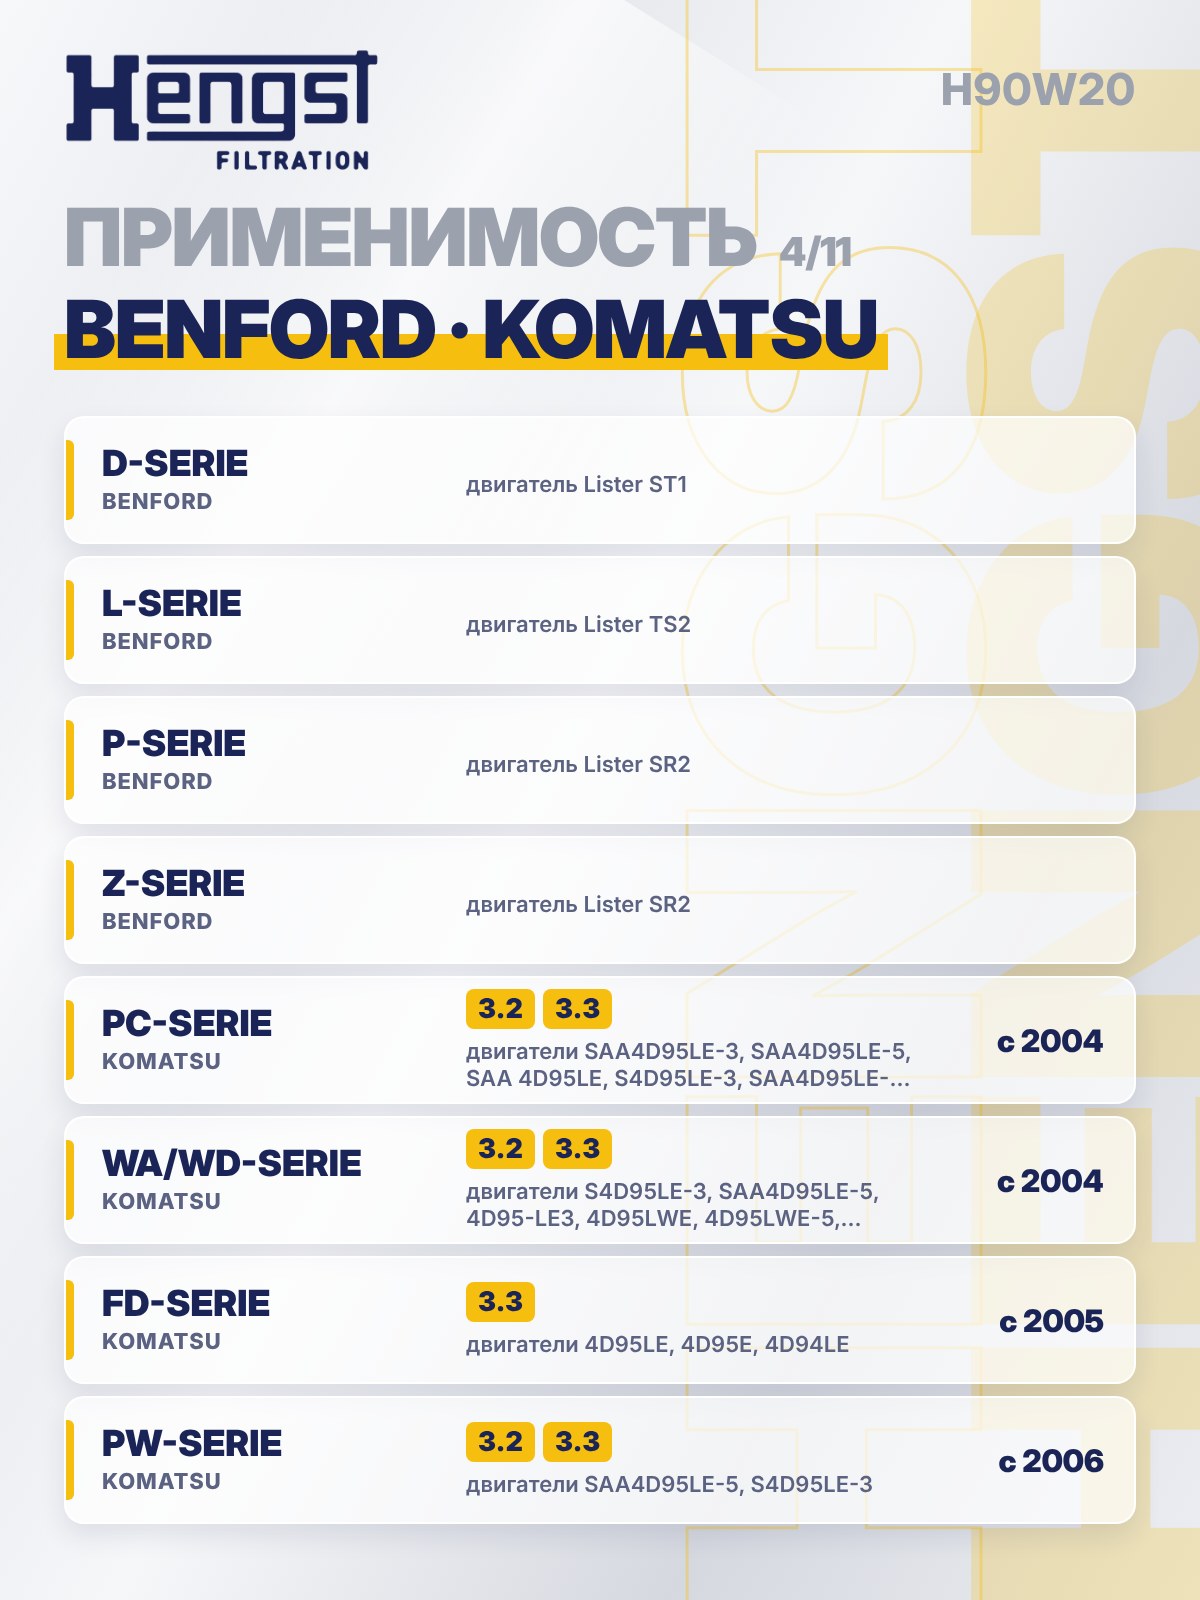 Hengst
FILTRATION
H90W20
ПРИМЕНИМОСТЬ 4/11
BENFORD · KOMATSU
D-SERIE
BENFORD
двигатель Lister ST1
L-SERIE
BENFORD
двигатель Lister TS2
P-SERIE
BENFORD
двигатель Lister SR2
Z-SERIE
BENFORD
двигатель Lister SR2
PC-SERIE
KOMATSU
3.2 3.3
двигатели SAA4D95LE-3, SAA4D95LE-5,
SAA 4D95LE, S4D95LE-3, SAA4D95LE-...
с 2004
WA/WD-SERIE
KOMATSU
3.2 3.3
двигатели S4D95LE-3, SAA4D95LE-5,
4D95-LE3, 4D95LWE, 4D95LWE-5,...
с 2004
FD-SERIE
KOMATSU
3.3
двигатели 4D95LE, 4D95E, 4D94LE
с 2005
PW-SERIE
KOMATSU
3.2 3.3
двигатели SAA4D95LE-5, S4D95LE-3
с 2006
HENGST